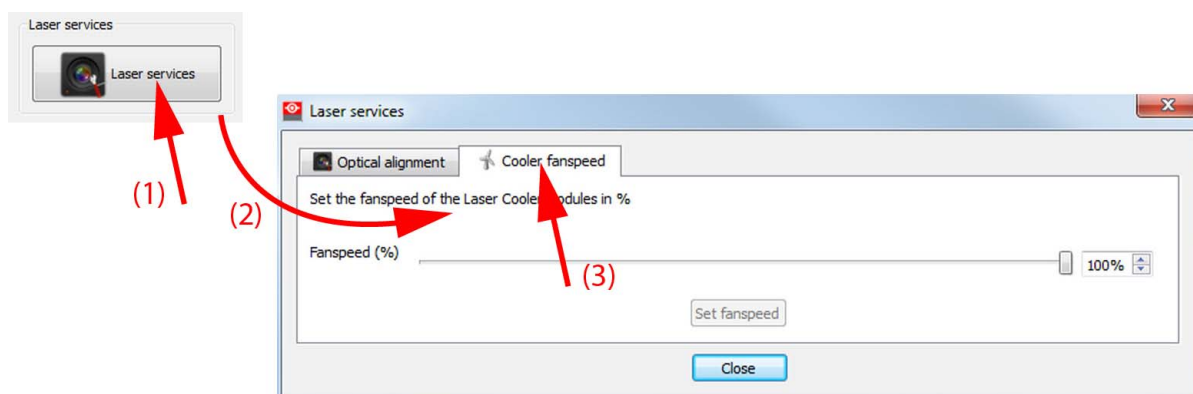 Laser services
Laser services
(1)
(2)
Laser services
Optical alignment
Cooler fanspeed
Set the fanspeed of the Laser Cooler Modules in %
Fanspeed (%)
100%
(3)
Set fanspeed
Close